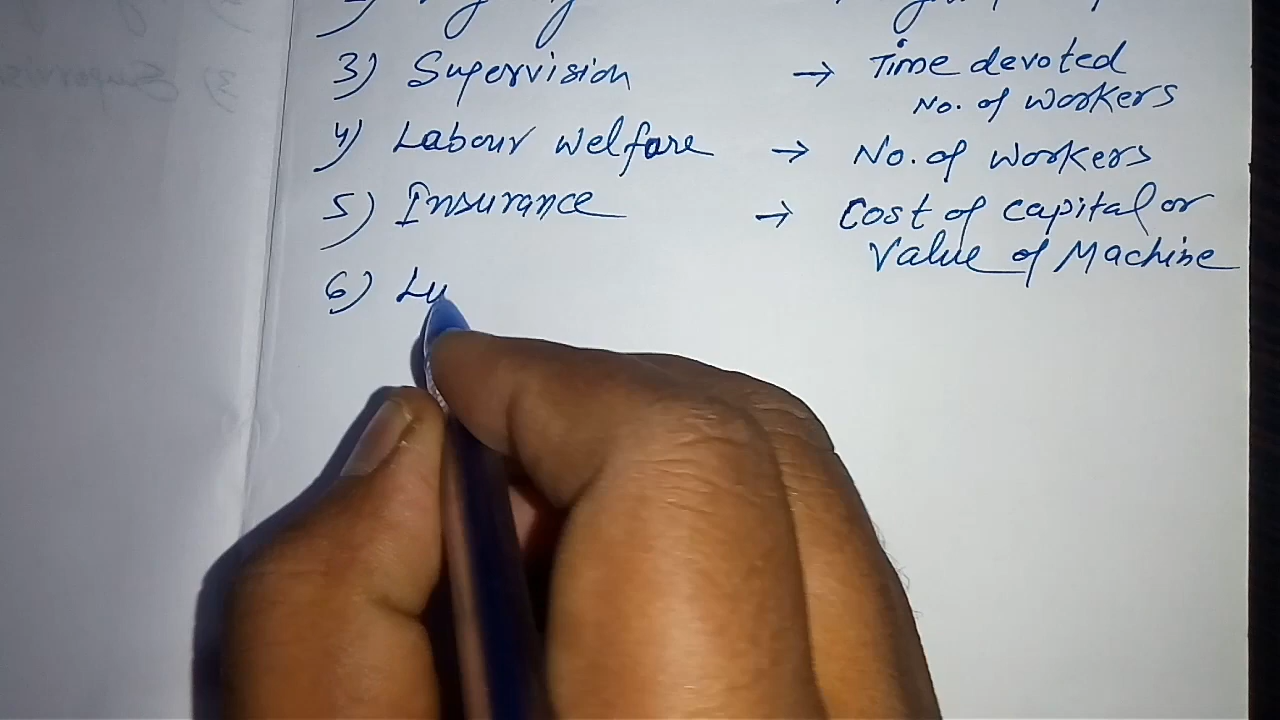 3) Supervision → Time devoted
No. of workers
4) Labour welfare → No. of workers
5) Insurance → Cost of capital or
Value of Machine
6) Lu